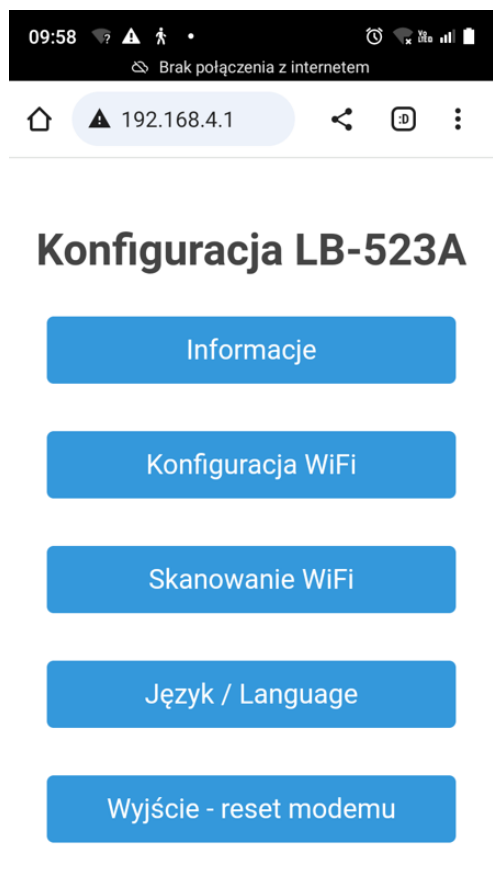 09:58
Brak połączenia z internetem
192.168.4.1
:D
Konfiguracja LB-523A
Informacje
Konfiguracja WiFi
Skanowanie WiFi
Język / Language
Wyjście - reset modemu